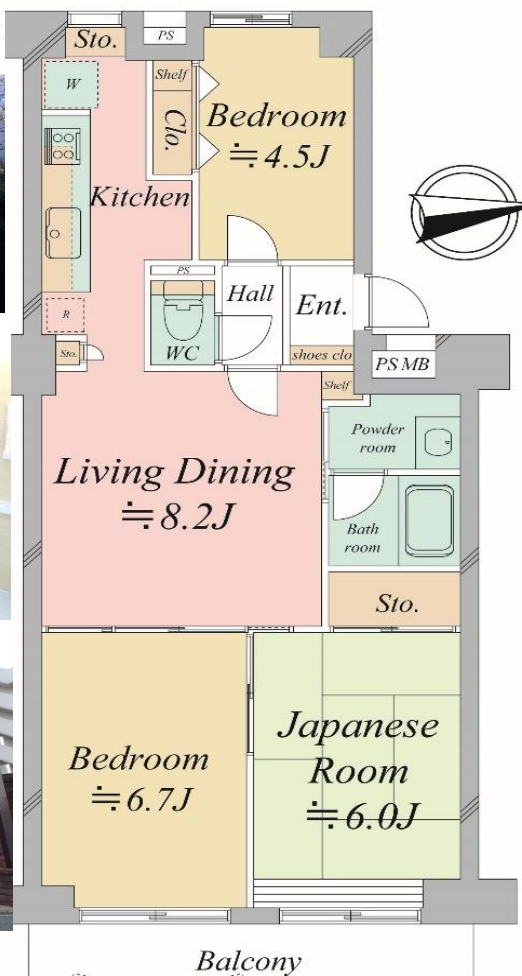 Sto.
PS
W
Shelf
Clo.
Bedroom
≒4.5J
Kitchen
PS
Hall
Ent.
R
WC
shoes clo
PS MB
Sto.
Shelf
Powder
room
Living Dining
≒8.2J
Bath
room
Sto.
Japanese
Room
≒6.0J
Bedroom
≒6.7J
Balcony